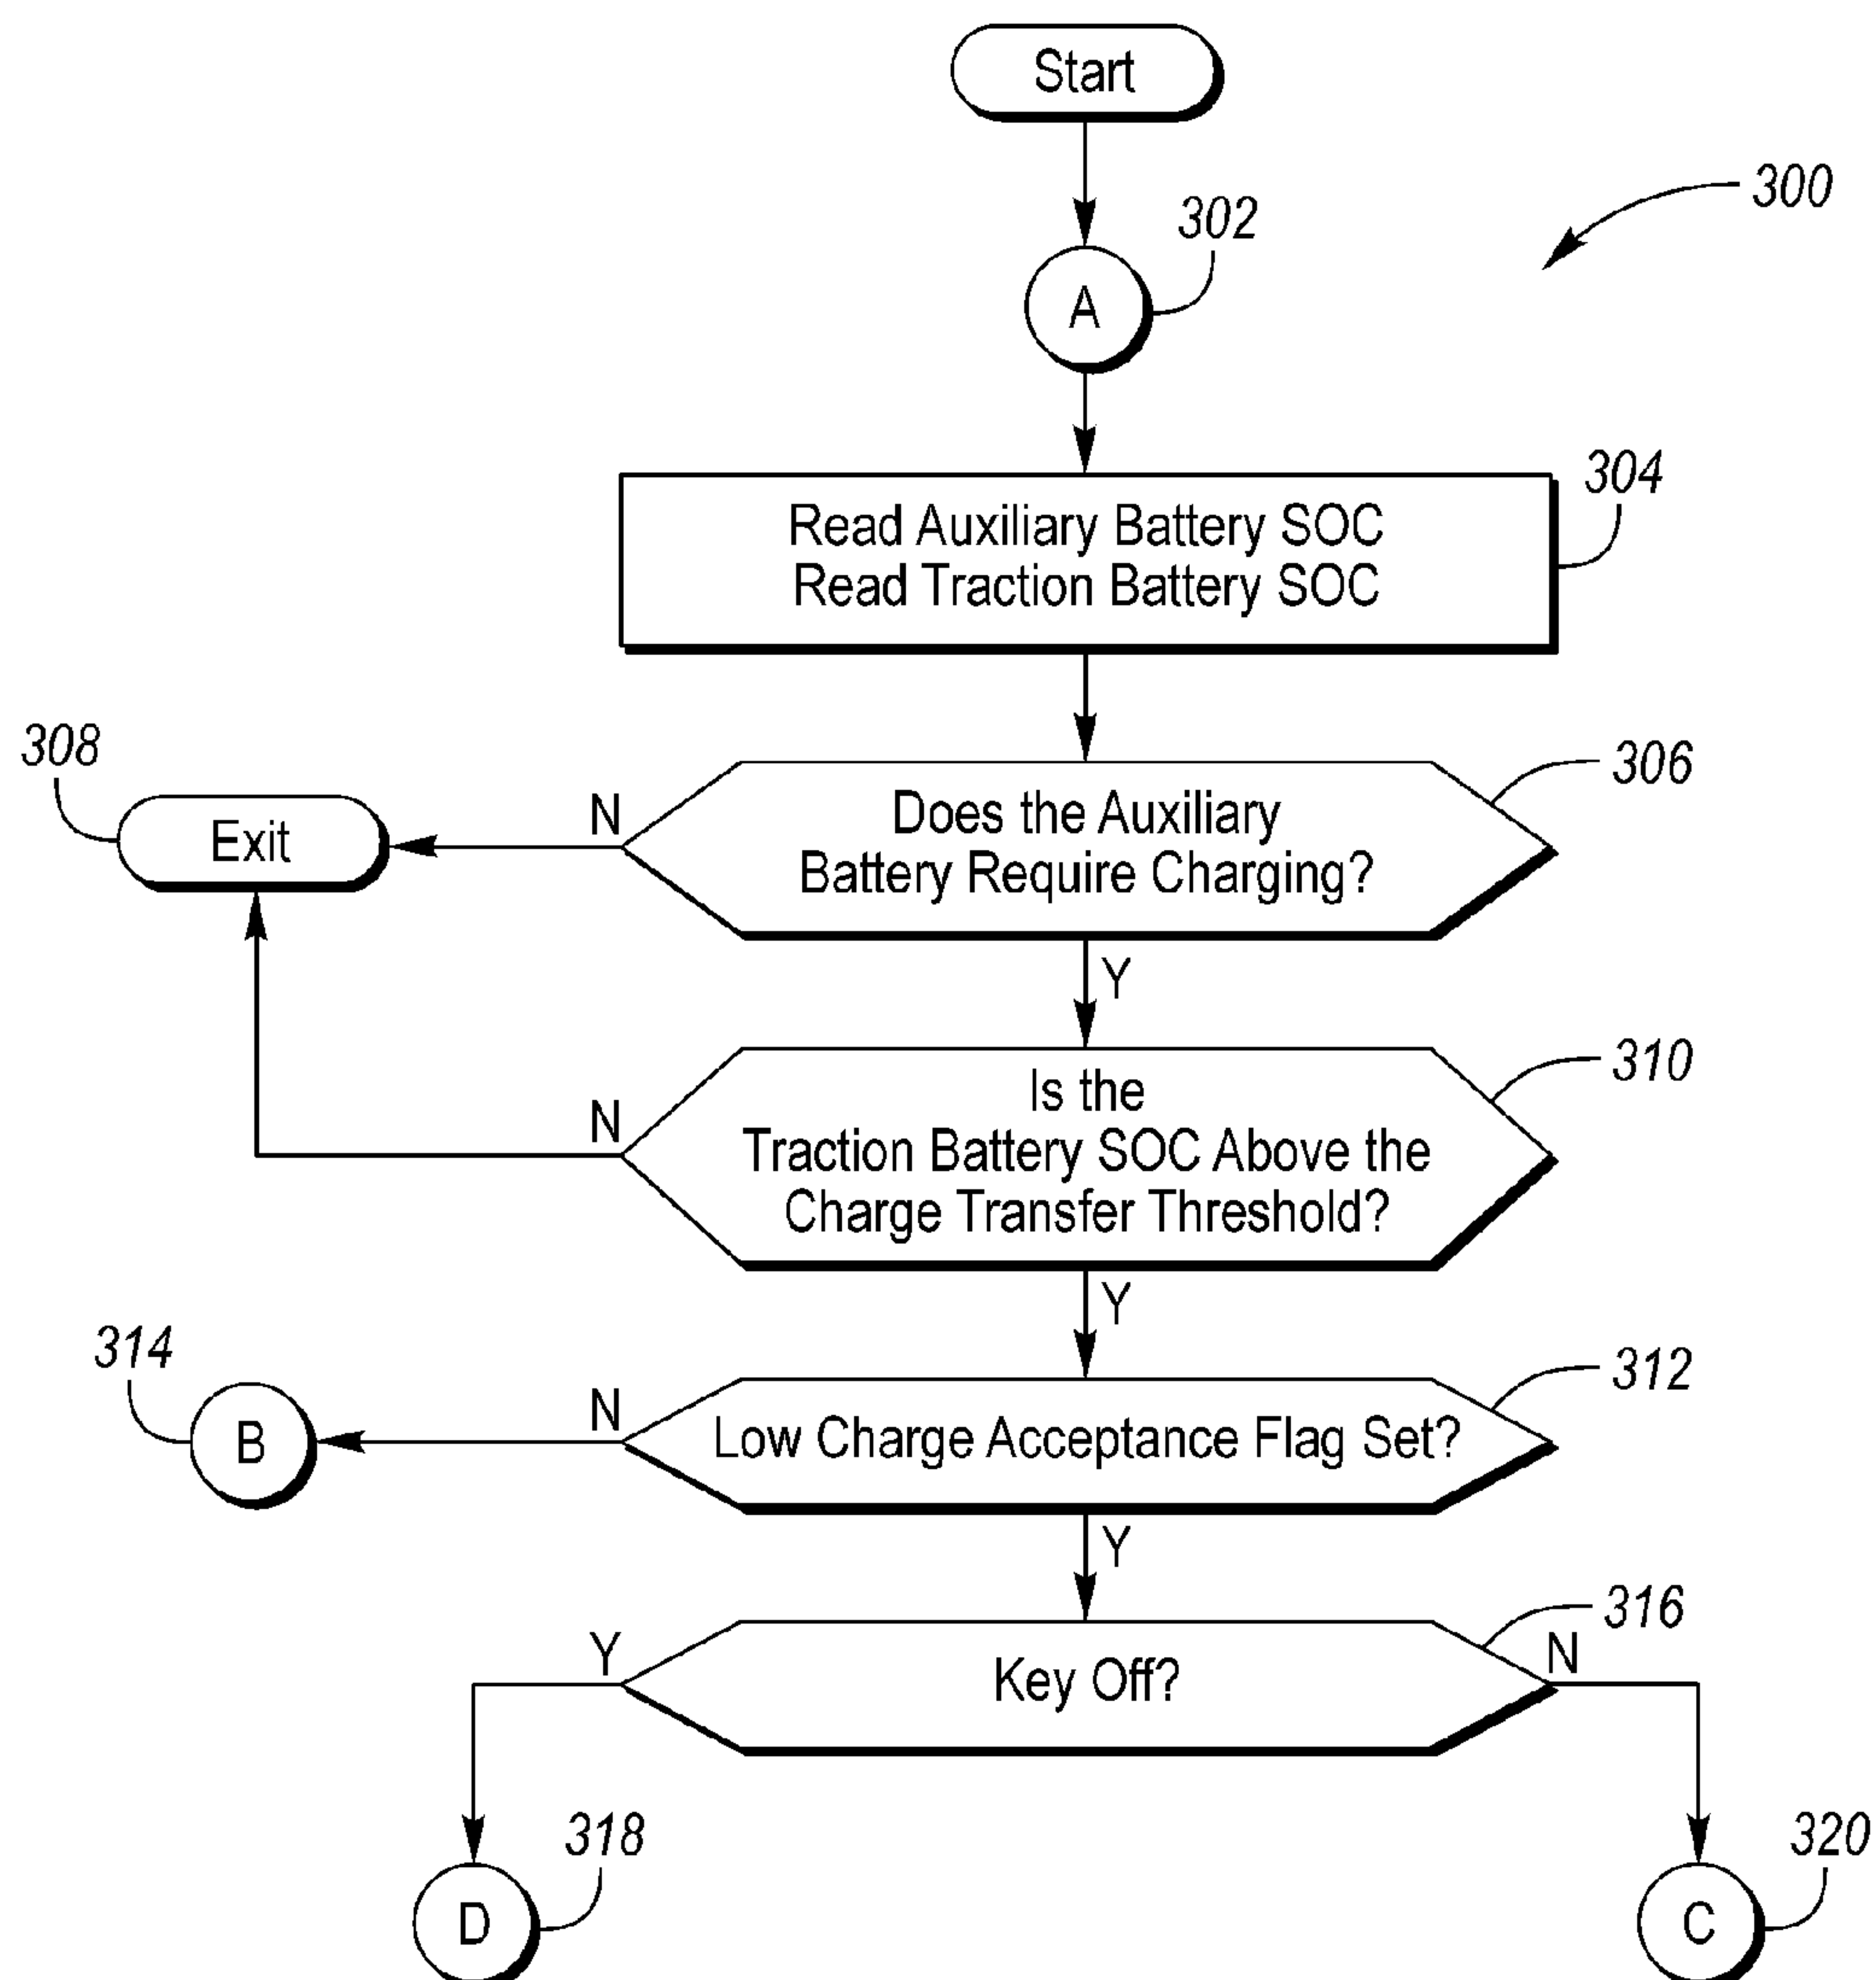 Start
300
302
A
304
Read Auxiliary Battery SOC
Read Traction Battery SOC
308
306
Exit
N
Does the Auxiliary
Battery Require Charging?
Y
310
N
Is the
Traction Battery SOC Above the
Charge Transfer Threshold?
Y
314
312
B
N
Low Charge Acceptance Flag Set?
Y
316
Y
Key Off?
N
318
320
D
C